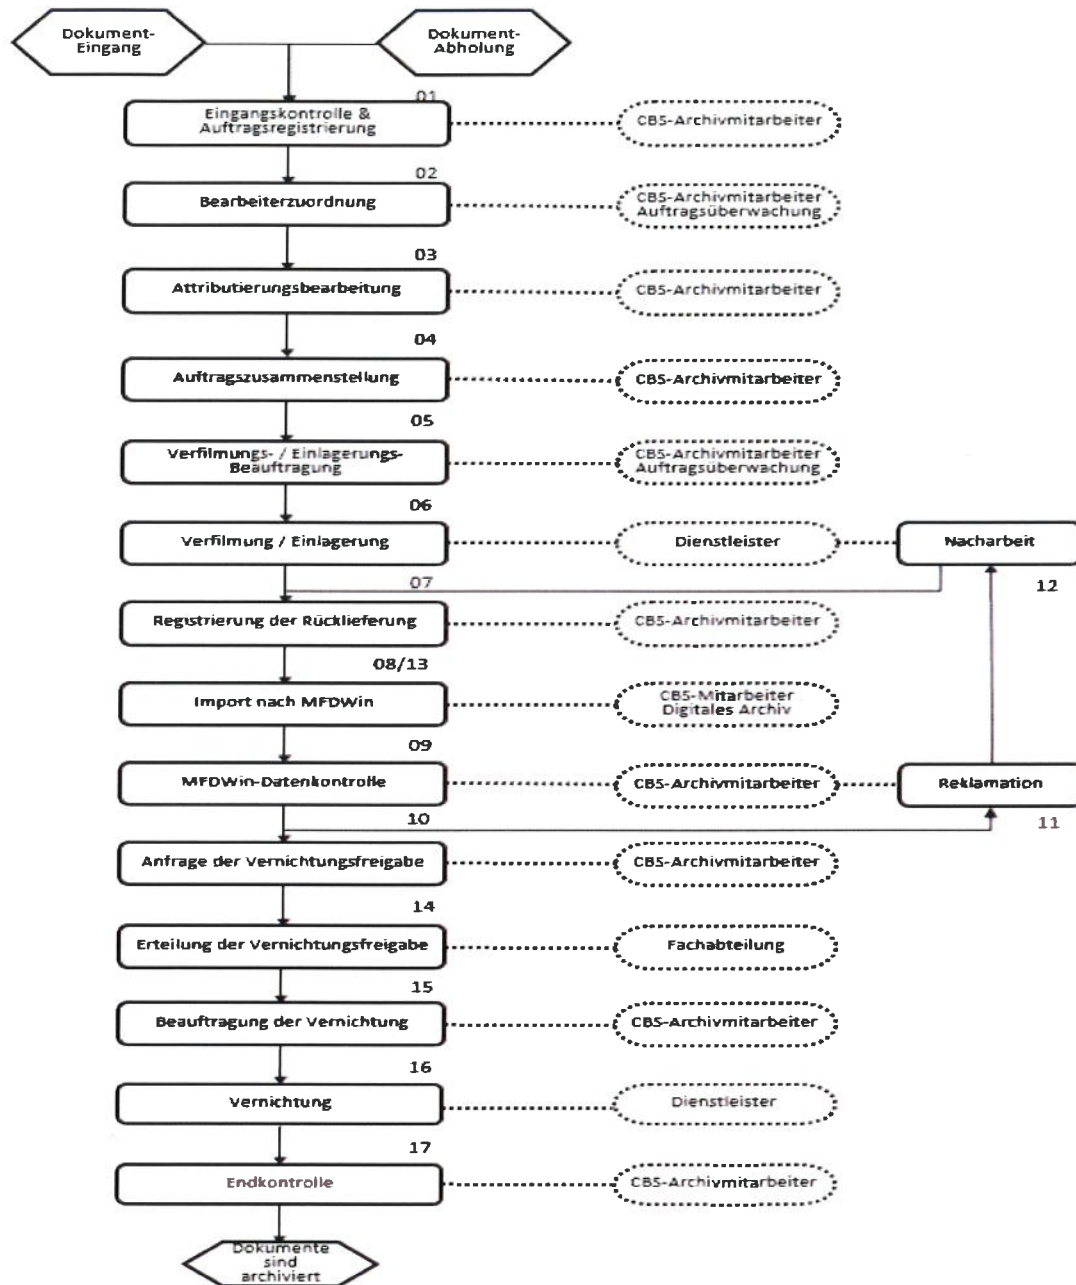 Dokument-
Eingang
Dokument-
Abholung
01
Eingangskontrolle &
Auftragsregistrierung
CBS-Archivmitarbeiter
02
Bearbeiterzuordnung
CBS-Archivmitarbeiter
Auftragsüberwachung
03
Attributierungsbearbeitung
CBS-Archivmitarbeiter
04
Auftragszusammenstellung
CBS-Archivmitarbeiter
05
Verfilmungs- / Einlagerungs-
Beauftragung
CBS-Archivmitarbeiter
Auftragsüberwachung
06
Verfilmung / Einlagerung
Dienstleister
Nacharbeit
07
12
Registrierung der Rücklieferung
CBS-Archivmitarbeiter
08/13
Import nach MFDWin
CBS-Mitarbeiter
Digitales Archiv
09
MFDWin-Datenkontrolle
CBS-Archivmitarbeiter
Reklamation
10
11
Anfrage der Vernichtungsfreigabe
CBS-Archivmitarbeiter
14
Erteilung der Vernichtungsfreigabe
Fachabteilung
15
Beauftragung der Vernichtung
CBS-Archivmitarbeiter
16
Vernichtung
Dienstleister
17
Endkontrolle
CBS-Archivmitarbeiter
Dokumente
sind
archiviert